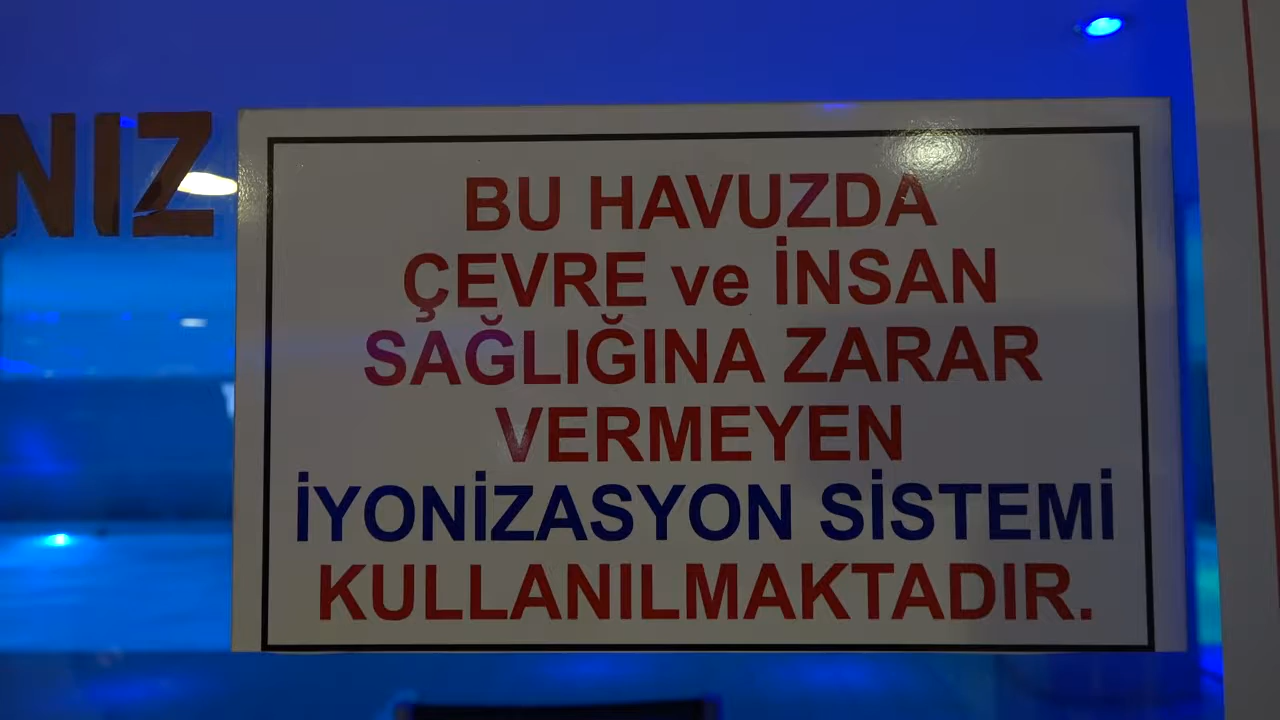 NIZ
BU HAVUZDA
ÇEVRE ve İNSAN
SAĞLIĞINA ZARAR
VERMEYEN
İYONİZASYON SİSTEMİ
KULLANILMAKTADIR.